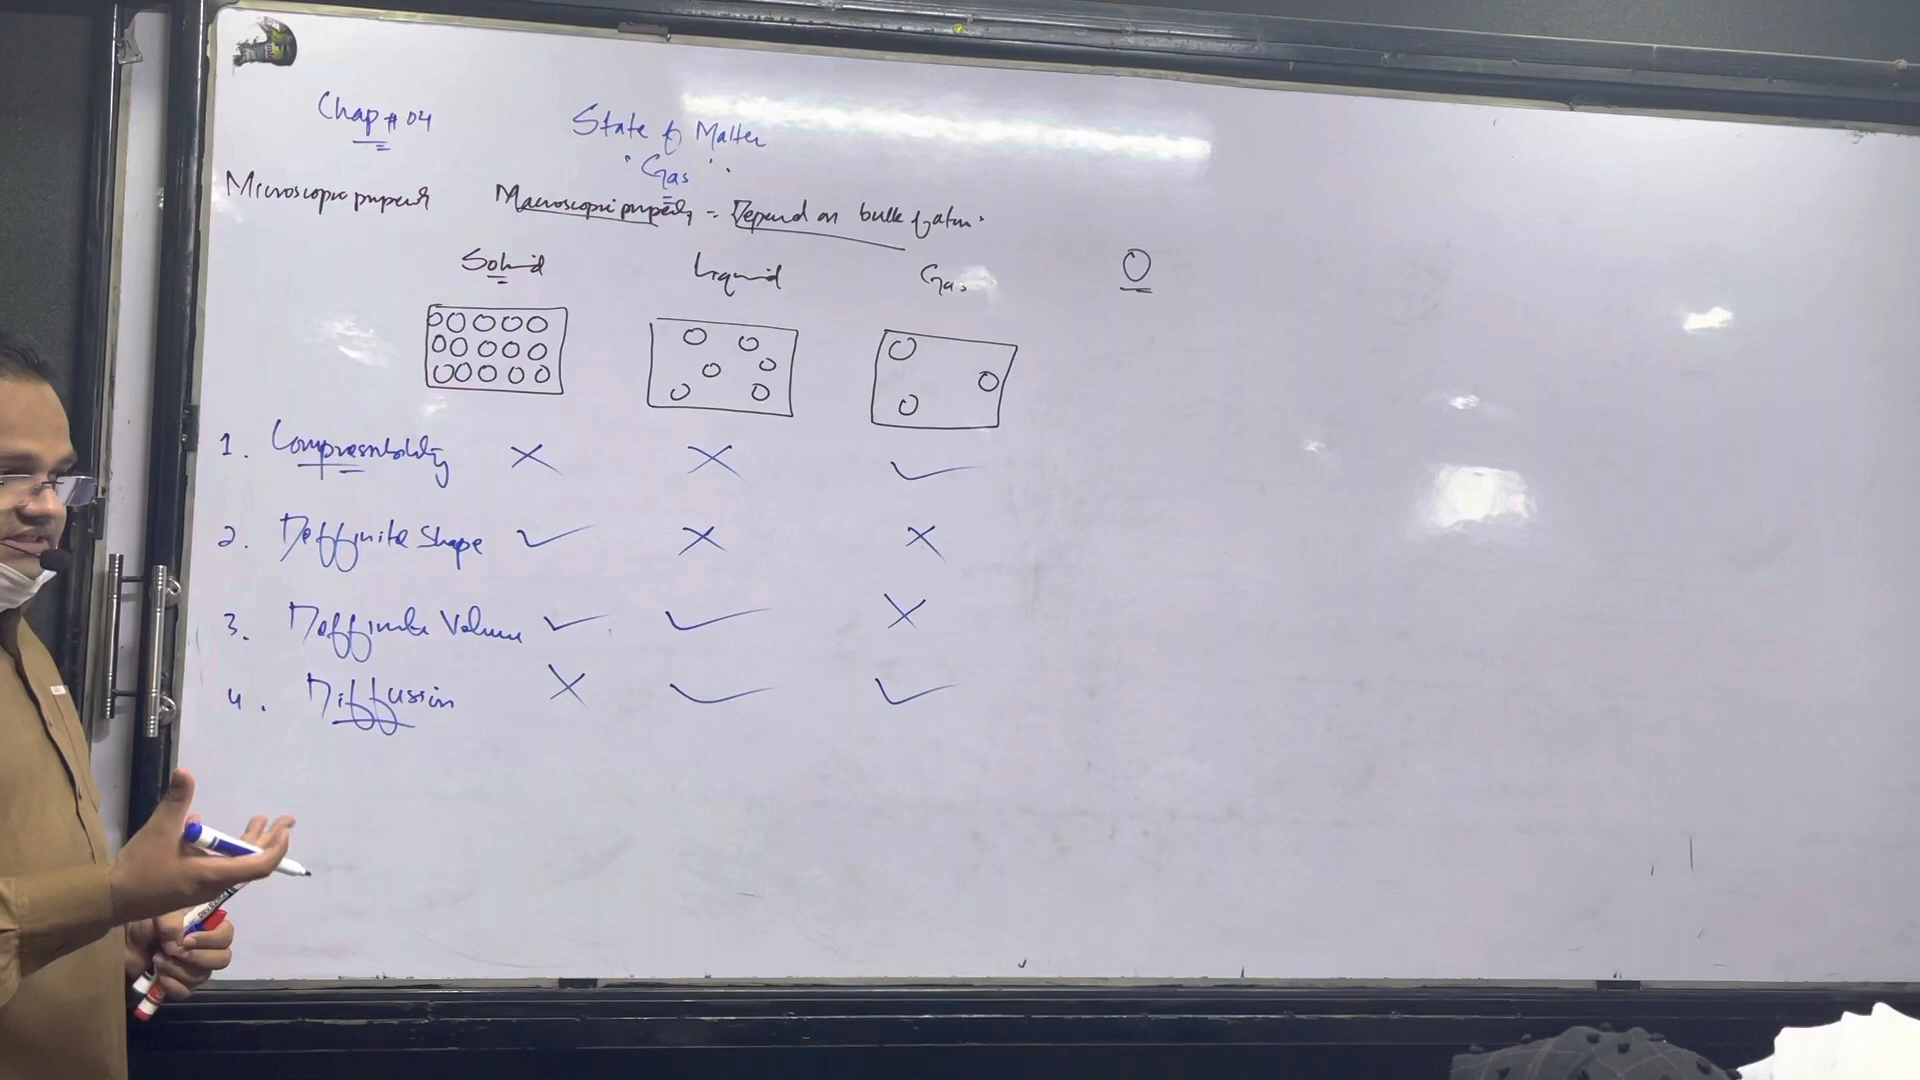 Chap # 04
State of Matter
"Gas"
Microscopic property
Macroscopic property = Depend on bulk of atom.
Solid Liquid Gas
1. Compressibility ✗ ✗ ✓
2. Deffinite Shape ✓ ✗ ✗
3. Deffinite Volume ✓ ✓ ✗
4. Diffussion ✗ ✓ ✓